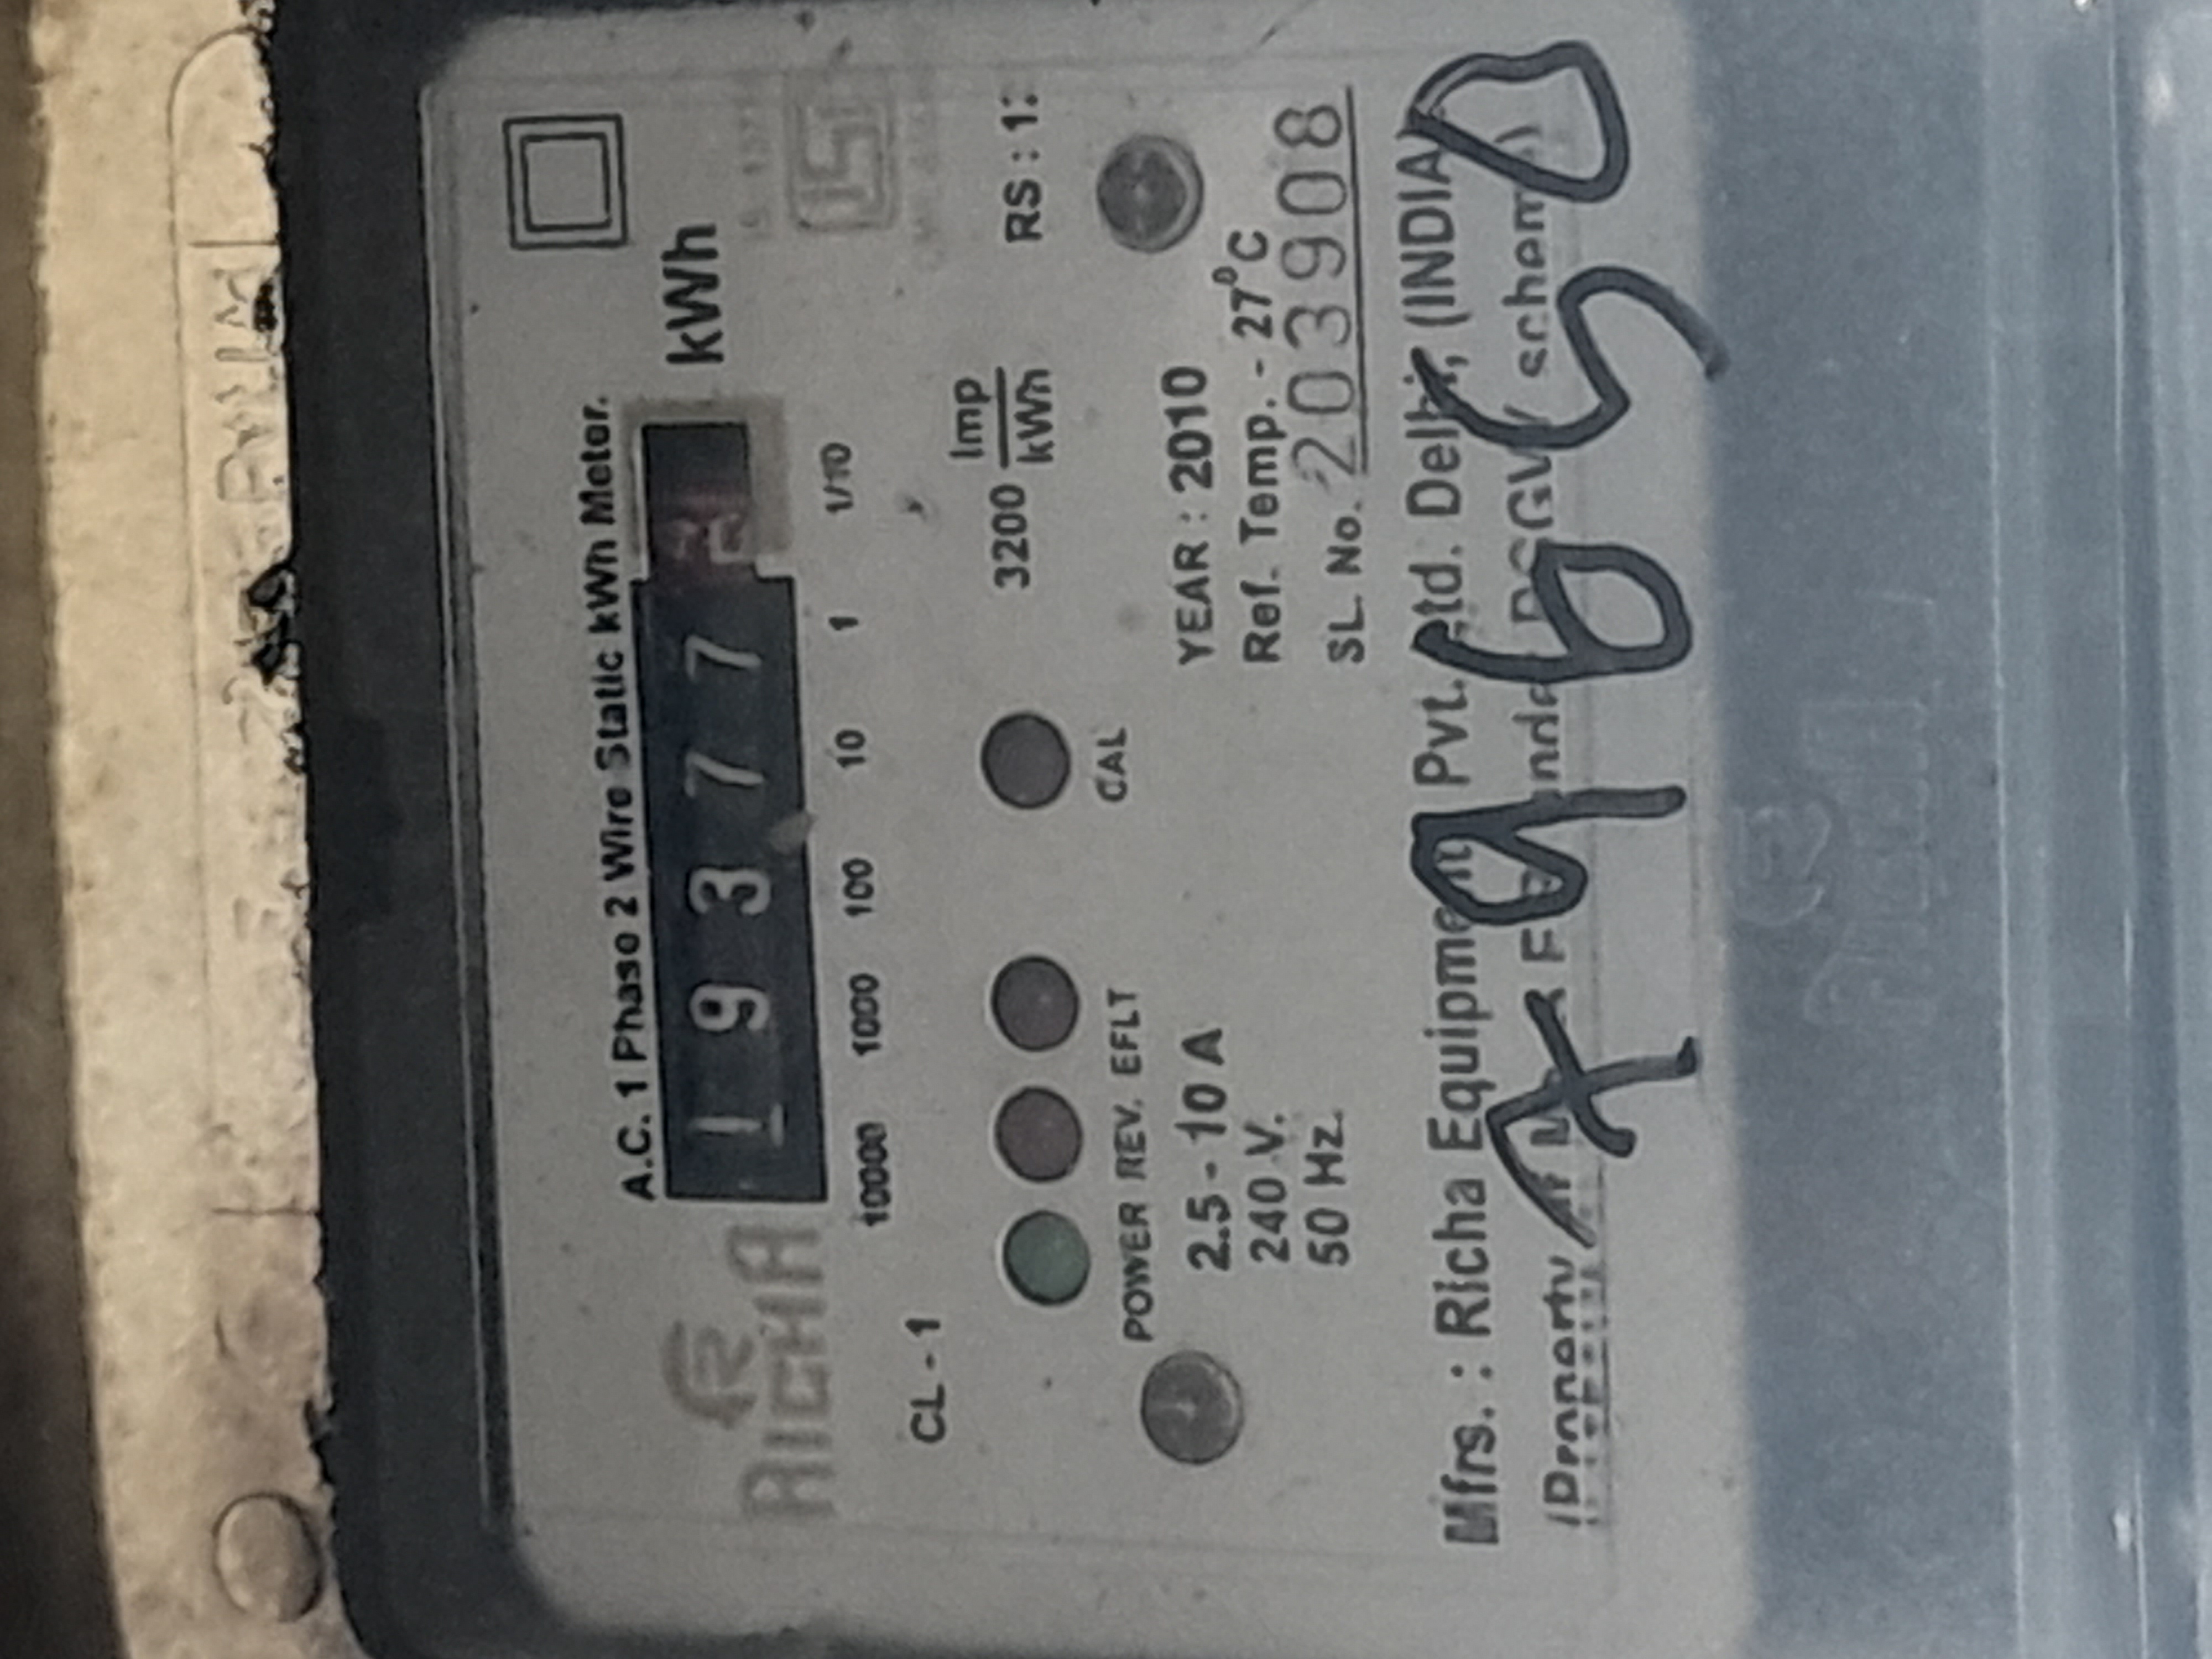 A.C. 1 Phase 2 Wire Static kWh Meter.
RICHA
1 9 3 7 7 kWh
10000 1000 100 10 1 1/10
CL-1
3200 Imp/kWh
RS : 1
POWER REV. EFLT CAL
2.5-10 A
240 V.
50 Hz.
YEAR : 2010
Ref. Temp. - 27°C
SL. No. 2039908
Mfrs. : Richa Equipment Pvt. Ltd. Delhi, (INDIA)
(Property scheme)